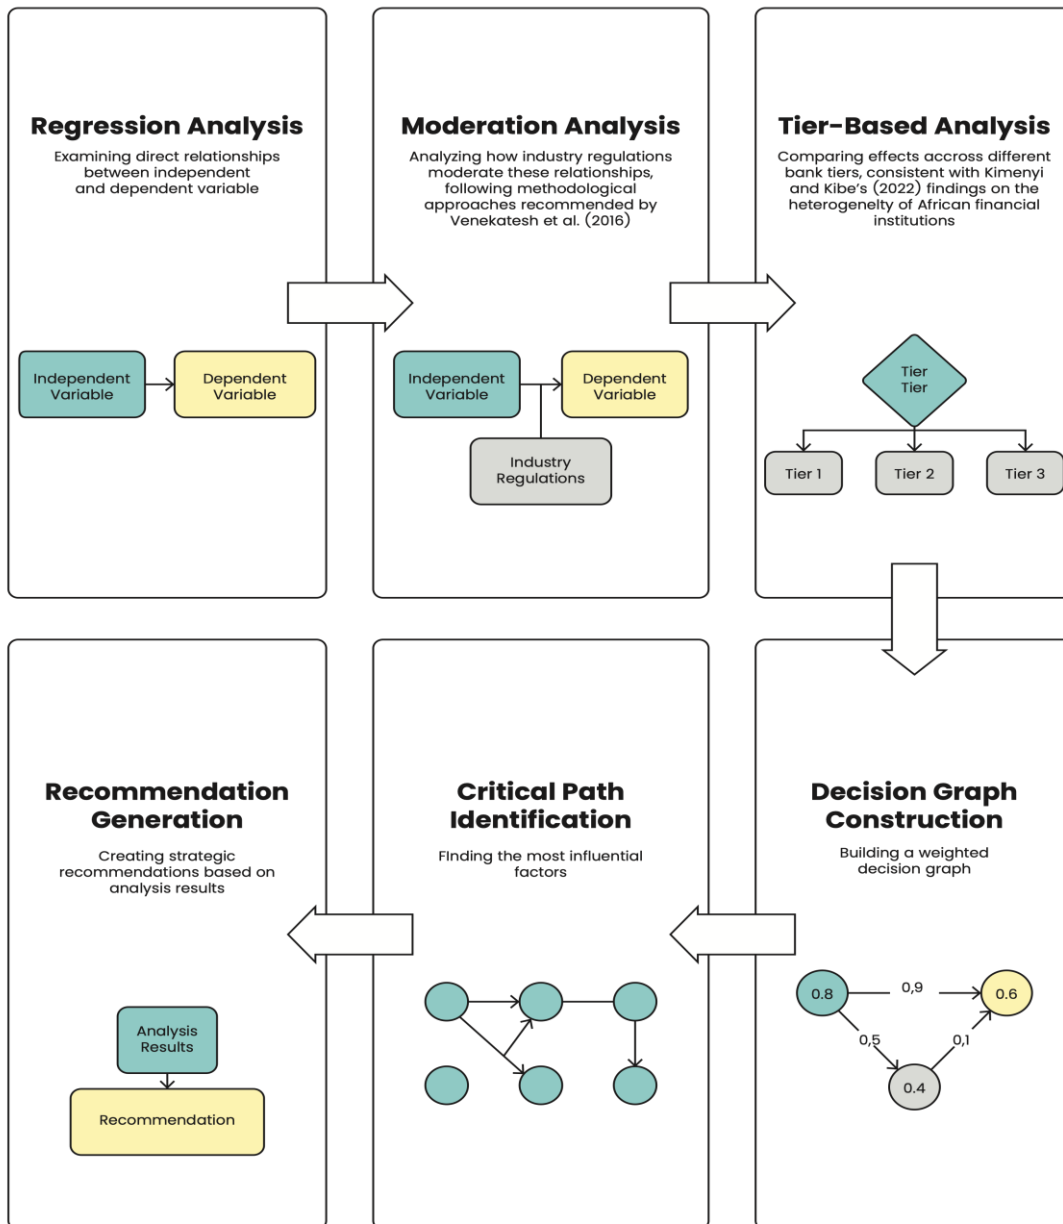 Regression Analysis
Examining direct relationships
between independent
and dependent variable
Independent
Variable
Dependent
Variable
Moderation Analysis
Analyzing how industry regulations
moderate these relationships,
following methodological
approaches recommended by
Venekatesh et al. (2016)
Independent
Variable
Dependent
Variable
Industry
Regulations
Tier-Based Analysis
Comparing effects accross different
bank tiers, consistent with Kimenyi
and Kibe's (2022) findings on the
heterogenelty of African financial
institutions
Tier
Tier
Tier 1
Tier 2
Tier 3
Decision Graph
Construction
Building a weighted
decision graph
0.8
0,9
0.6
0,5
0,1
0.4
Critical Path
Identification
FInding the most influential
factors
Recommendation
Generation
Creating strategic
recommendations based on
analysis results
Analysis
Results
Recommendation